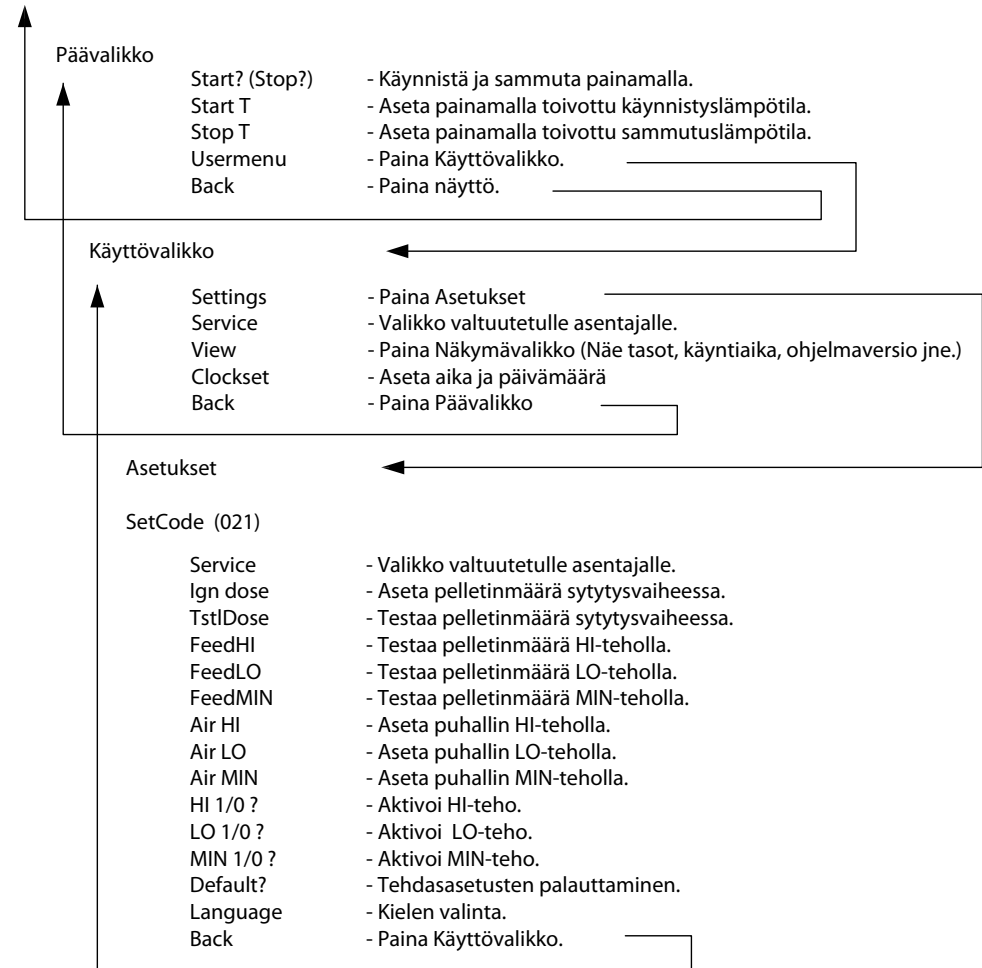 Päävalikko
Start? (Stop?) - Käynnistä ja sammuta painamalla.
Start T - Aseta painamalla toivottu käynnistyslämpötila.
Stop T - Aseta painamalla toivottu sammutuslämpötila.
Usermenu - Paina Käyttövalikko.
Back - Paina näyttö.
Käyttövalikko
Settings - Paina Asetukset
Service - Valikko valtuutetulle asentajalle.
View - Paina Näkymävalikko (Näe tasot, käyntiaika, ohjelmaversio jne.)
Clockset - Aseta aika ja päivämäärä
Back - Paina Päävalikko
Asetukset
SetCode (021)
Service - Valikko valtuutetulle asentajalle.
Ign dose - Aseta pelletinmäärä sytytysvaiheessa.
TstlDose - Testaa pelletinmäärä sytytysvaiheessa.
FeedHI - Testaa pelletinmäärä HI-teholla.
FeedLO - Testaa pelletinmäärä LO-teholla.
FeedMIN - Testaa pelletinmäärä MIN-teholla.
Air HI - Aseta puhallin HI-teholla.
Air LO - Aseta puhallin LO-teholla.
Air MIN - Aseta puhallin MIN-teholla.
HI 1/0 ? - Aktivoi HI-teho.
LO 1/0 ? - Aktivoi LO-teho.
MIN 1/0 ? - Aktivoi MIN-teho.
Default? - Tehdasasetusten palauttaminen.
Language - Kielen valinta.
Back - Paina Käyttövalikko.